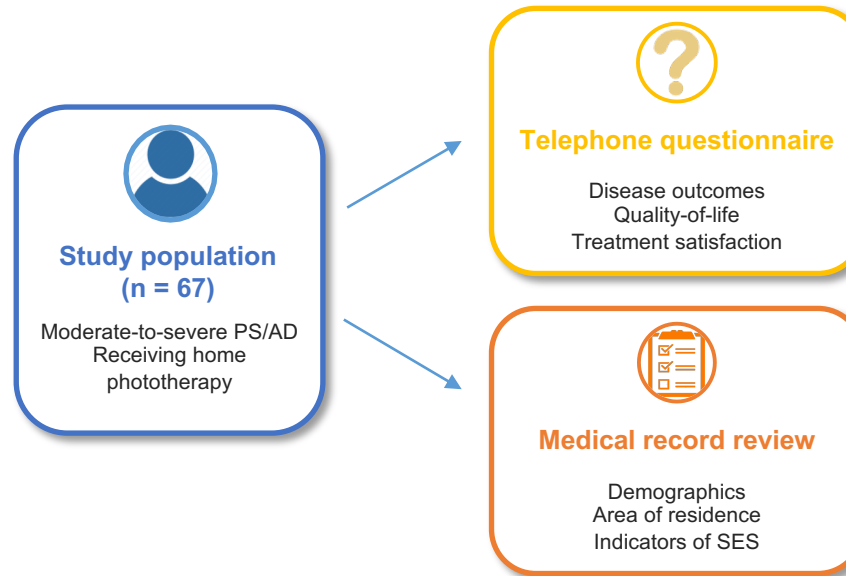 Study population
(n = 67)
Moderate-to-severe PS/AD
Receiving home
phototherapy
?
Telephone questionnaire
Disease outcomes
Quality-of-life
Treatment satisfaction
Medical record review
Demographics
Area of residence
Indicators of SES